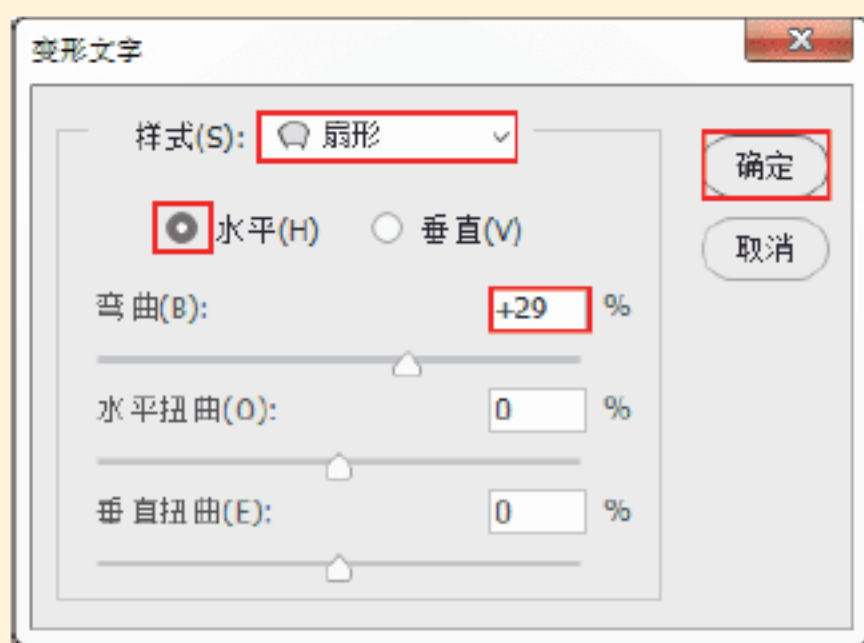 变形文字
样式(S): 扇形
确定
水平(H) 垂直(V)
取消
弯曲(B): +29 %
水平扭曲(O): 0 %
垂直扭曲(E): 0 %